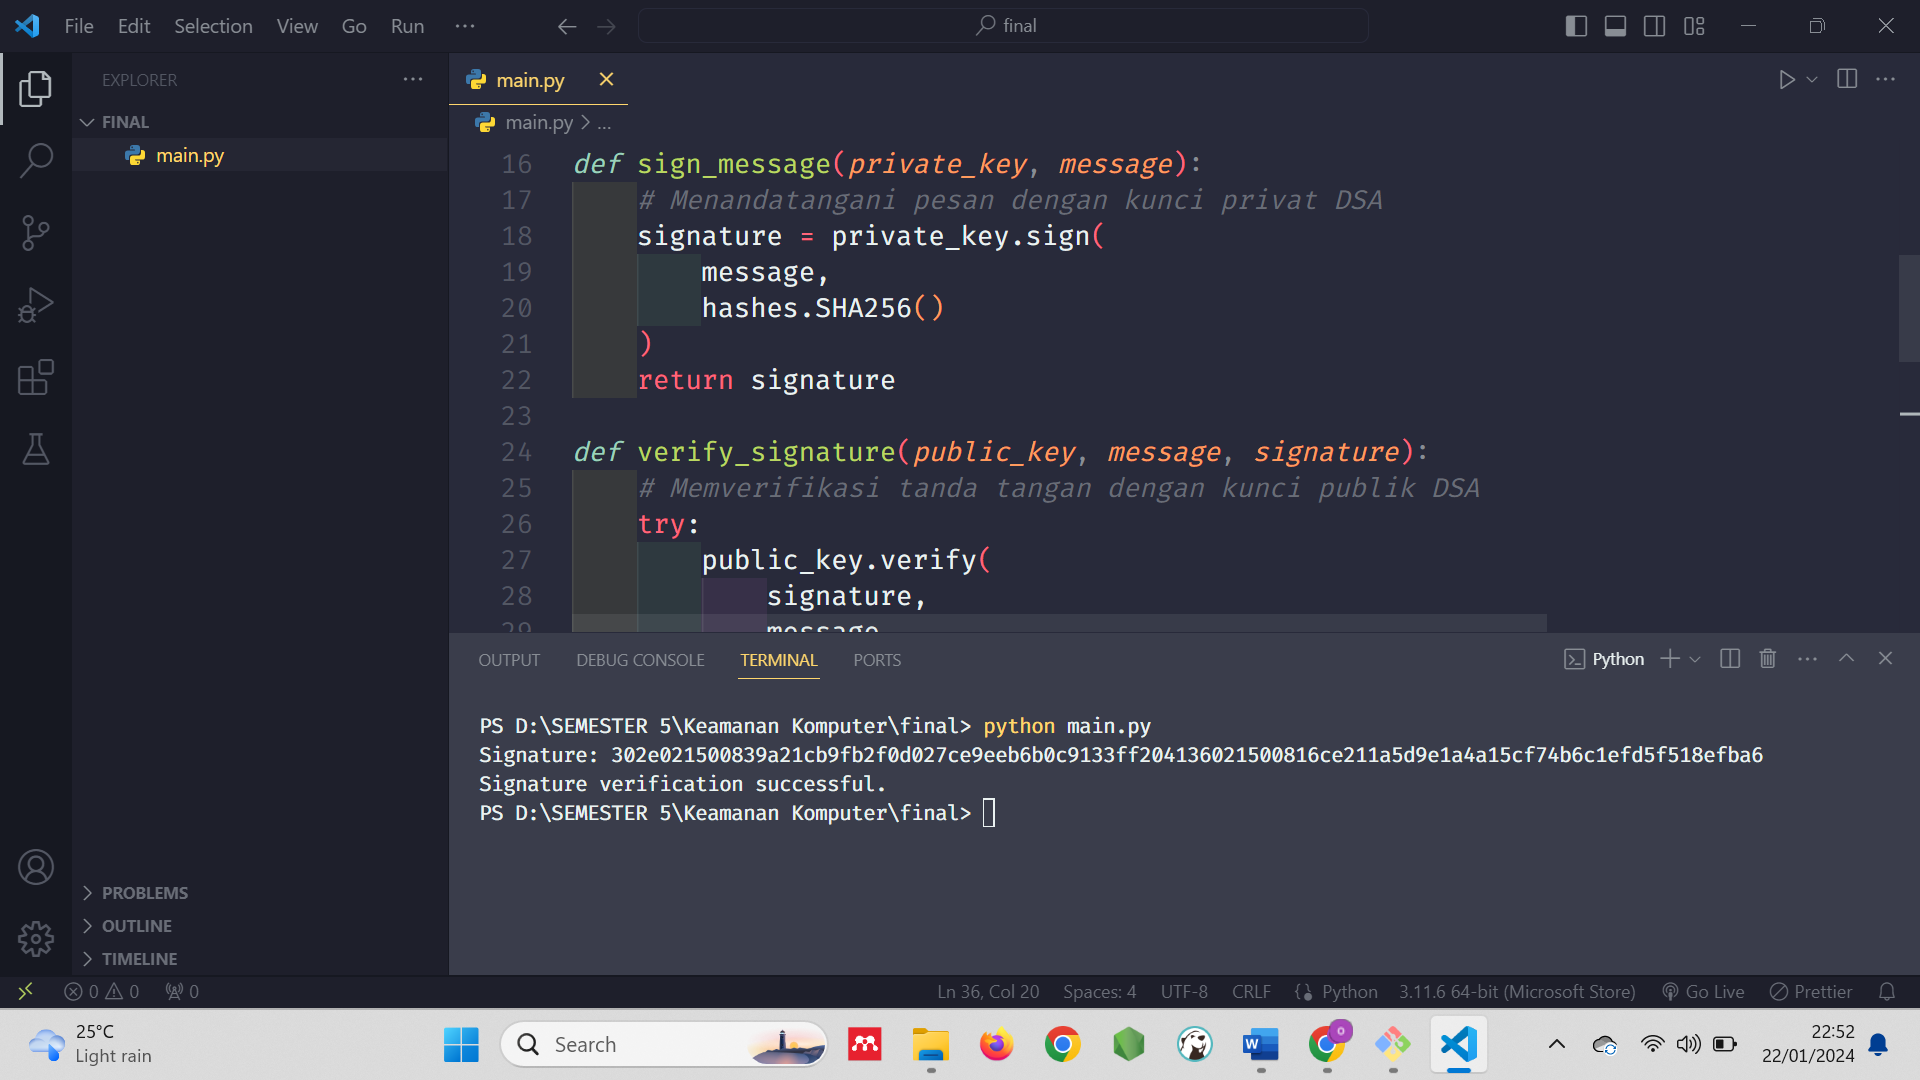 File Edit Selection View Go Run ...
final
EXPLORER ...
FINAL
main.py
main.py
main.py > ...
16 def sign_message(private_key, message):
17 # Menandatangani pesan dengan kunci privat DSA
18 signature = private_key.sign(
19 message,
20 hashes.SHA256()
21 )
22 return signature
23
24 def verify_signature(public_key, message, signature):
25 # Memverifikasi tanda tangan dengan kunci publik DSA
26 try:
27 public_key.verify(
28 signature,
29 message
OUTPUT DEBUG CONSOLE TERMINAL PORTS
Python
PS D:\SEMESTER 5\Keamanan Komputer\final> python main.py
Signature: 302e021500839a21cb9fb2f0d027ce9eeb6b0c9133ff204136021500816ce211a5d9e1a4a15cf74b6c1efd5f518efba6
Signature verification successful.
PS D:\SEMESTER 5\Keamanan Komputer\final>
PROBLEMS
OUTLINE
TIMELINE
0 0 0
Ln 36, Col 20 Spaces: 4 UTF-8 CRLF Python 3.11.6 64-bit (Microsoft Store) Go Live Prettier
25°C
Light rain
Search
22:52
22/01/2024